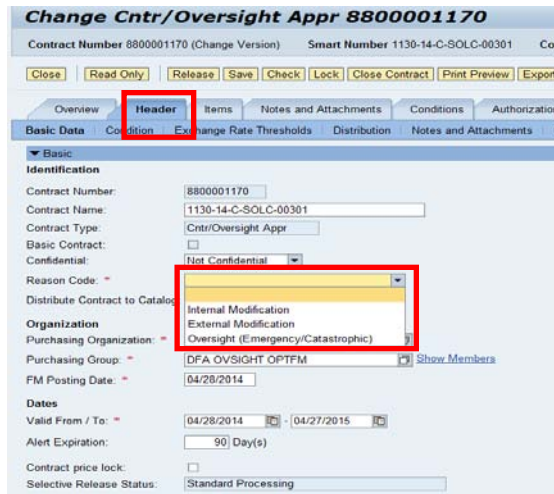 Change Cntr/Oversight Appr 8800001170
Contract Number 8800001170 (Change Version) Smart Number 1130-14-C-SOLC-00301 Co
Close Read Only Release Save Check Lock Close Contract Print Preview Export
Overview Header Items Notes and Attachments Conditions Authorization
Basic Data Condition Exchange Rate Thresholds Distribution Notes and Attachments
Basic
Identification
Contract Number: 8800001170
Contract Name: 1130-14-C-SOLC-00301
Contract Type: Cntr/Oversight Appr
Basic Contract:
Confidential: Not Confidential
Reason Code: *
Distribute Contract to Catalog
Internal Modification
External Modification
Oversight (Emergency/Catastrophic)
Organization
Purchasing Organization: *
Purchasing Group: * DFA OVSIGHT OPTFM Show Members
FM Posting Date: * 04/28/2014
Dates
Valid From / To: * 04/28/2014 - 04/27/2015
Alert Expiration: 90 Day(s)
Contract price lock:
Selective Release Status: Standard Processing